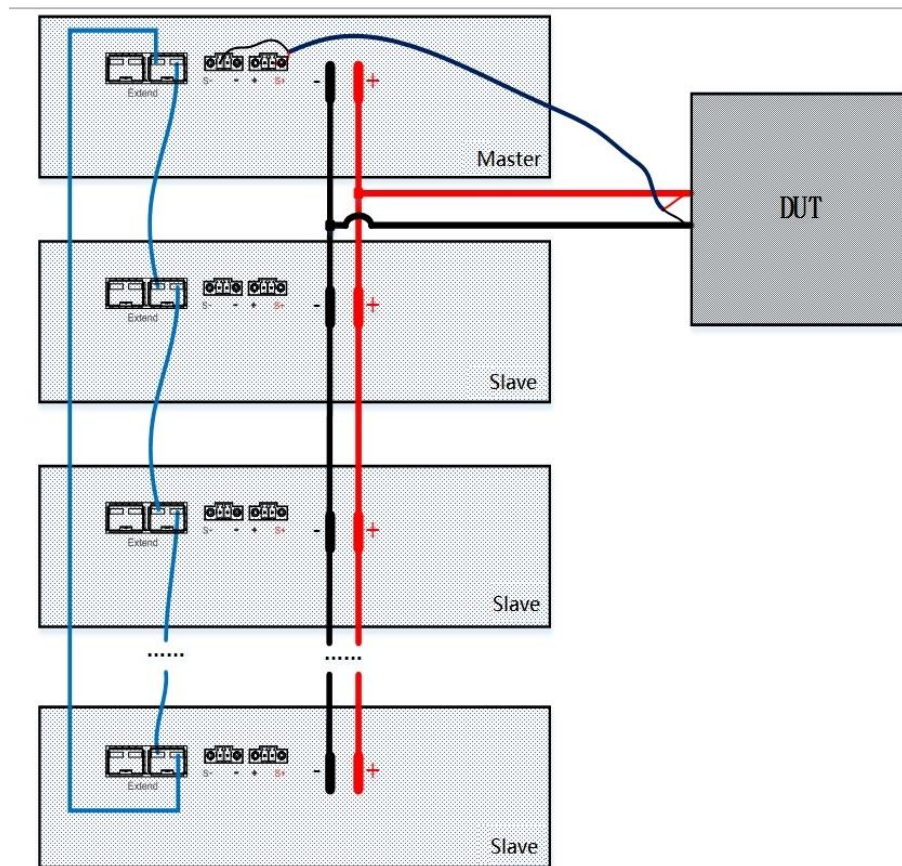 S- - + S+ - +
Extend
Master
DUT
S- - + S+ - +
Extend
Slave
S- - + S+ - +
Extend
Slave
...... ......
S- - + S+ - +
Extend
Slave